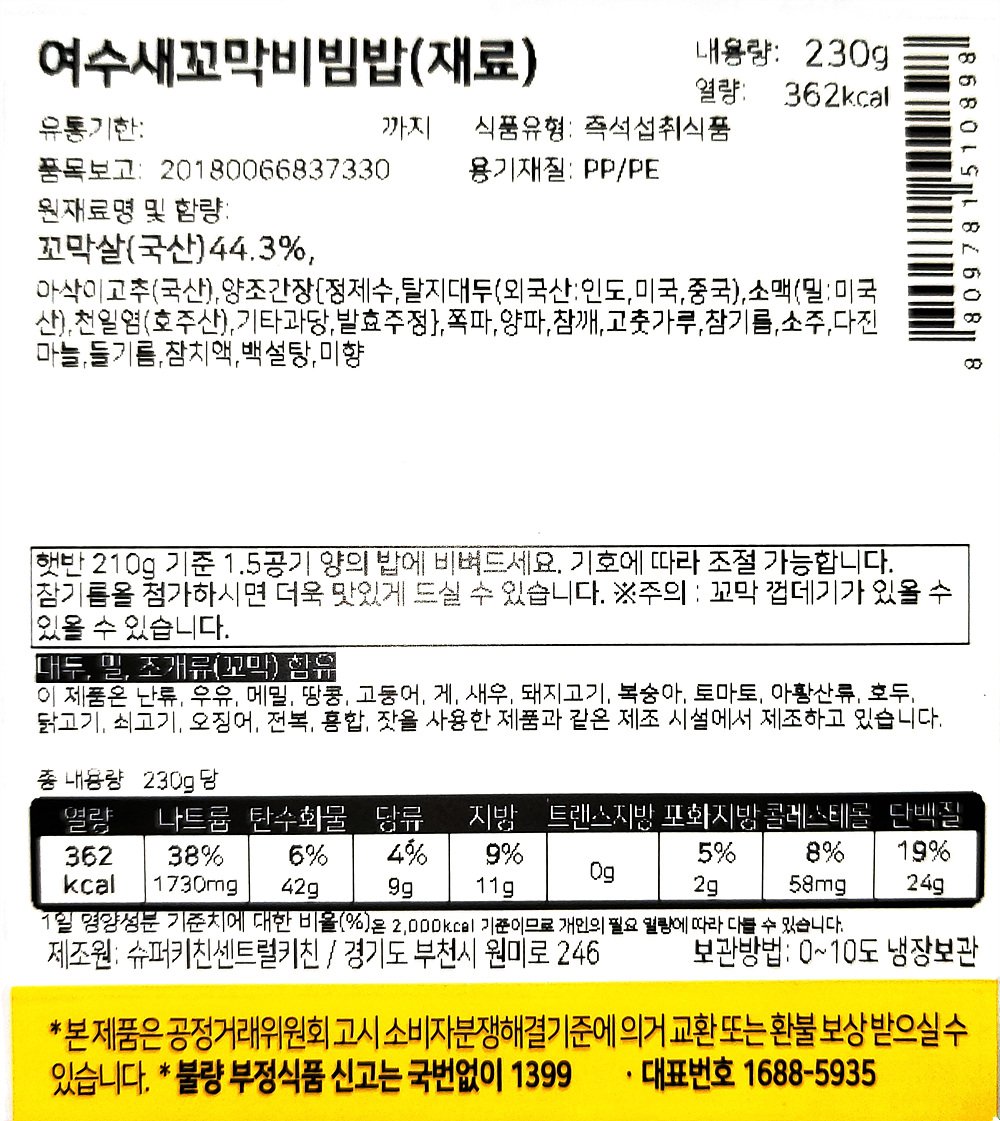 여수새꼬막비빔밥(재료)
내용량: 230g
열량: 362kcal
유통기한: 까지 식품유형: 즉석섭취식품
품목보고: 20180066837330 용기재질: PP/PE
원재료명 및 함량:
꼬막살(국산)44.3%,
아삭이고추(국산),양조간장{정제수,탈지대두(외국산:인도,미국,중국),소맥(밀:미국
산),천일염(호주산),기타과당,발효주정},쪽파,양파,참깨,고춧가루,참기름,소주,다진
마늘,들기름,참치액,백설탕,미향
8809781510898
햇반 210g 기준 1.5공기 양의 밥에 비벼드세요. 기호에 따라 조절 가능합니다.
참기름을 첨가하시면 더욱 맛있게 드실 수 있습니다. ※주의 : 꼬막 껍데기가 있을 수
있을 수 있습니다.
대두, 밀, 조개류(꼬막) 함유
이 제품은 난류, 우유, 메밀, 땅콩, 고등어, 게, 새우, 돼지고기, 복숭아, 토마토, 아황산류, 호두,
닭고기, 쇠고기, 오징어, 전복, 홍합, 잣을 사용한 제품과 같은 제조 시설에서 제조하고 있습니다.
총 내용량 230g당
열량 나트륨 탄수화물 당류 지방 트랜스지방 포화지방 콜레스테롤 단백질
362 38% 6% 4% 9% 0g 5% 8% 19%
kcal 1730mg 42g 9g 11g 2g 58mg 24g
1일 영양성분 기준치에 대한 비율(%)은 2,000kcal 기준이므로 개인의 필요 열량에 따라 다를 수 있습니다.
제조원: 슈퍼키친센트럴키친 / 경기도 부천시 원미로 246 보관방법: 0~10도 냉장보관
*본 제품은 공정거래위원회 고시 소비자분쟁해결기준에 의거 교환 또는 환불 보상 받으실 수
있습니다. *불량 부정식품 신고는 국번없이 1399 · 대표번호 1688-5935